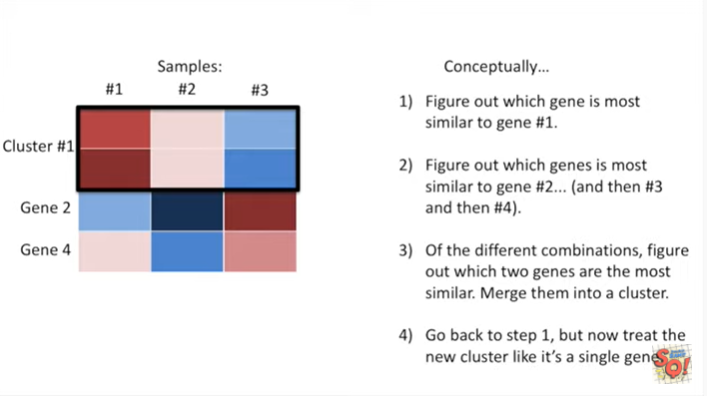 Samples:
#1 #2 #3
Cluster #1
Gene 2
Gene 4
Conceptually...
1) Figure out which gene is most
similar to gene #1.
2) Figure out which genes is most
similar to gene #2... (and then #3
and then #4).
3) Of the different combinations, figure
out which two genes are the most
similar. Merge them into a cluster.
4) Go back to step 1, but now treat the
new cluster like it's a single gene
SQ!